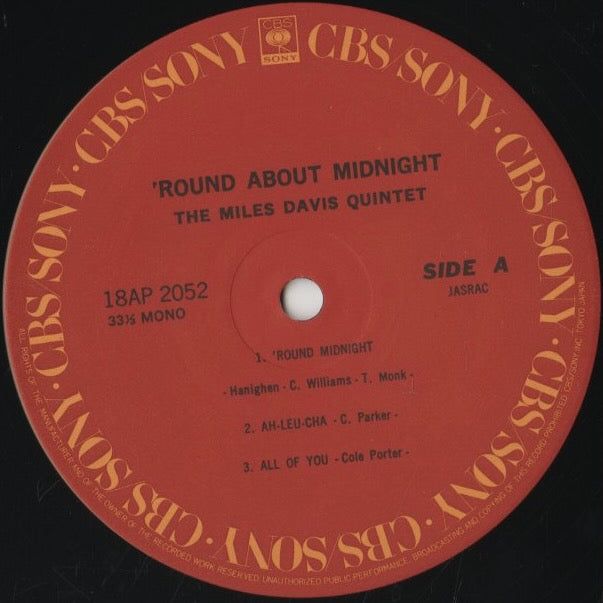 CBS/SONY · CBS/SONY · CBS/SONY · CBS/SONY · CBS/SONY · CBS/SONY · CBS/SONY · CBS/SONY
CBS
SONY
'ROUND ABOUT MIDNIGHT
THE MILES DAVIS QUINTET
18AP 2052
33⅓ MONO
SIDE A
JASRAC
1. 'ROUND MIDNIGHT
- Hanighen - C. Williams - T. Monk -
2. AH-LEU-CHA - C. Parker -
3. ALL OF YOU - Cole Porter -
ALL RIGHTS OF THE MANUFACTURER AND OF THE OWNER OF THE RECORDED WORK RESERVED. UNAUTHORIZED PUBLIC PERFORMANCE, BROADCASTING AND COPYING OF THIS RECORD PROHIBITED. CBS/SONY INC. TOKYO JAPAN